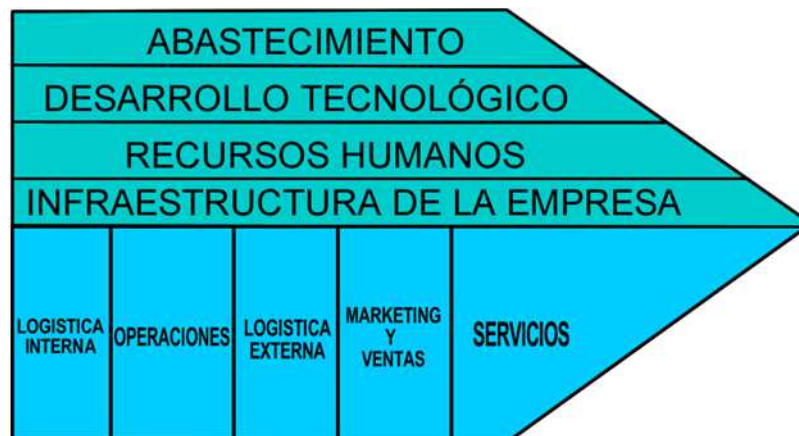 ABASTECIMIENTO
DESARROLLO TECNOLÓGICO
RECURSOS HUMANOS
INFRAESTRUCTURA DE LA EMPRESA
LOGISTICA
INTERNA
OPERACIONES
LOGISTICA
EXTERNA
MARKETING
Y
VENTAS
SERVICIOS